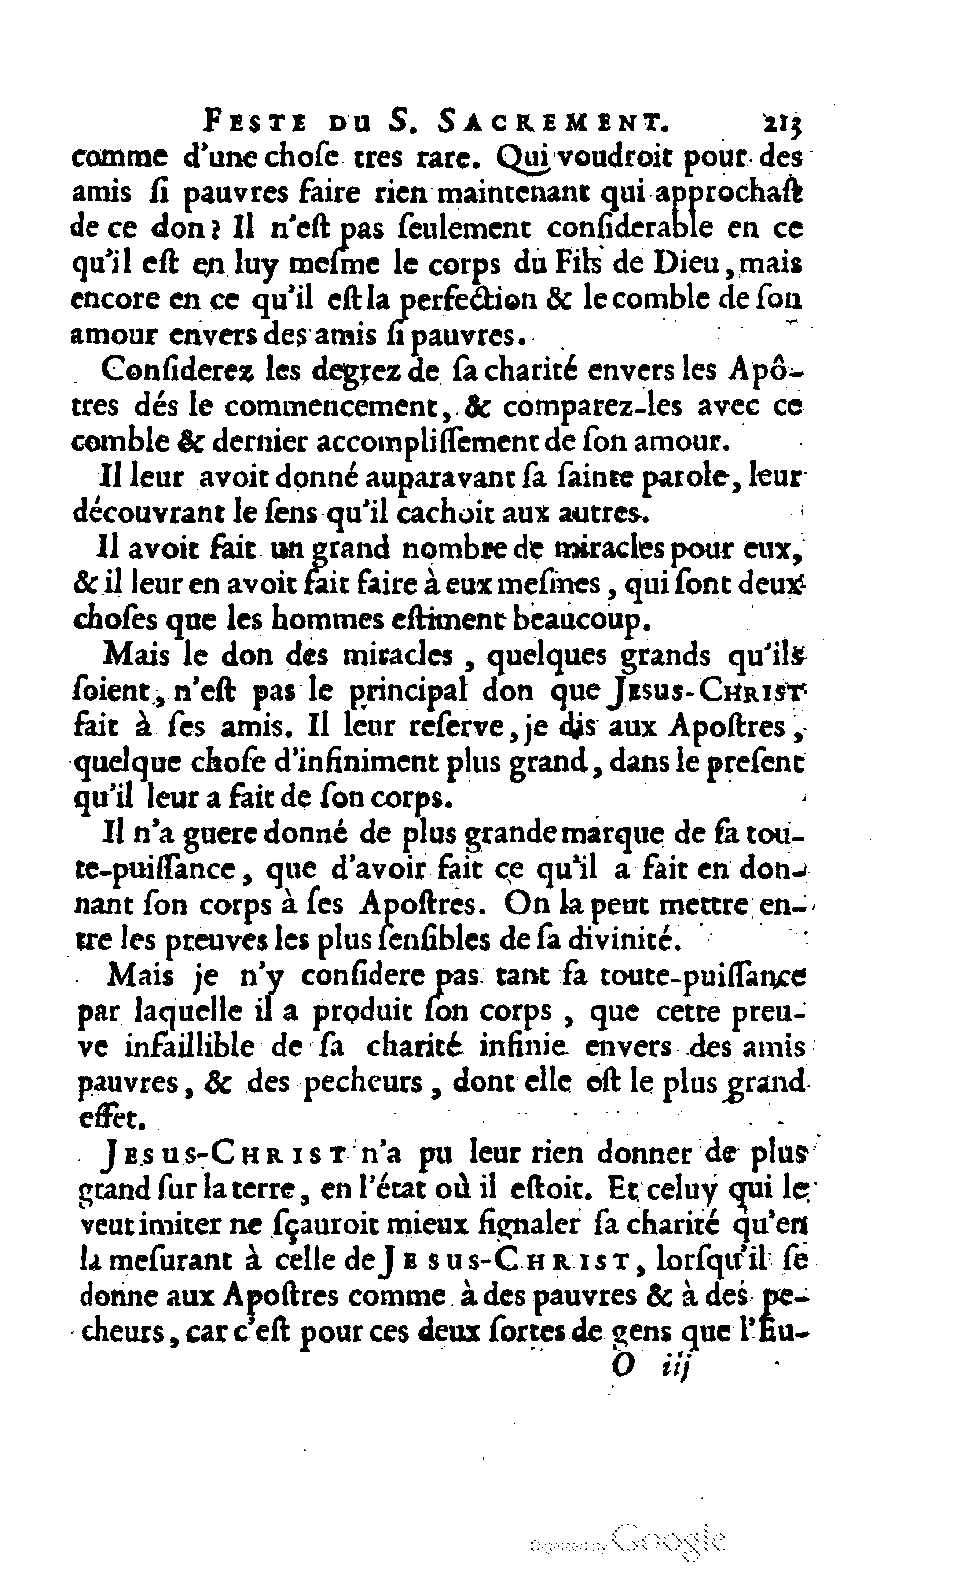 FESTE DU S. SACREMENT. 213
comme d'une choſe tres rare. Qui voudroit pour des
amis ſi pauvres faire rien maintenant qui approchaſt
de ce don? Il n'eſt pas ſeulement conſiderable en ce
qu'il eſt en luy meſme le corps du Fils de Dieu, mais
encore en ce qu'il eſt la perfection & le comble de ſon
amour envers des amis ſi pauvres.
Conſiderez les degrez de ſa charité envers les Apô-
tres dés le commencement, & comparez-les avec ce
comble & dernier accompliſſement de ſon amour.
Il leur avoit donné auparavant ſa ſainte parole, leur
découvrant le ſens qu'il cachoit aux autres.
Il avoit fait un grand nombre de miracles pour eux,
& il leur en avoit fait faire à eux meſmes, qui ſont deux
choſes que les hommes eſtiment beaucoup.
Mais le don des miracles, quelques grands qu'ils
ſoient, n'eſt pas le principal don que JESUS-CHRIST
fait à ſes amis. Il leur reſerve, je dis aux Apoſtres,
quelque choſe d'infiniment plus grand, dans le preſent
qu'il leur a fait de ſon corps.
Il n'a guere donné de plus grande marque de ſa tou-
te-puiſſance, que d'avoir fait ce qu'il a fait en don-
nant ſon corps à ſes Apoſtres. On la peut mettre en-
tre les preuves les plus ſenſibles de ſa divinité.
Mais je n'y conſidere pas tant ſa toute-puiſſance
par laquelle il a produit ſon corps, que cette preu-
ve infaillible de ſa charité infinie envers des amis
pauvres, & des pecheurs, dont elle eſt le plus grand
effet.
JESUS-CHRIST n'a pu leur rien donner de plus
grand ſur la terre, en l'état où il eſtoit. Et celuy qui le
veut imiter ne ſçauroit mieux ſignaler ſa charité qu'en
la meſurant à celle de JESUS-CHRIST, lorſqu'il ſe
donne aux Apoſtres comme à des pauvres & à des pe-
cheurs, car c'eſt pour ces deux ſortes de gens que l'Eu-
O iij
Digitized by Google